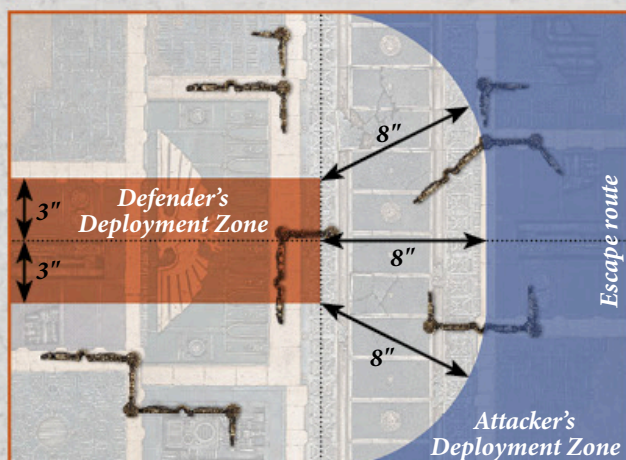 8"
3"
Defender's
Deployment Zone
3"
8"
Escape route
8"
Attacker's
Deployment Zone